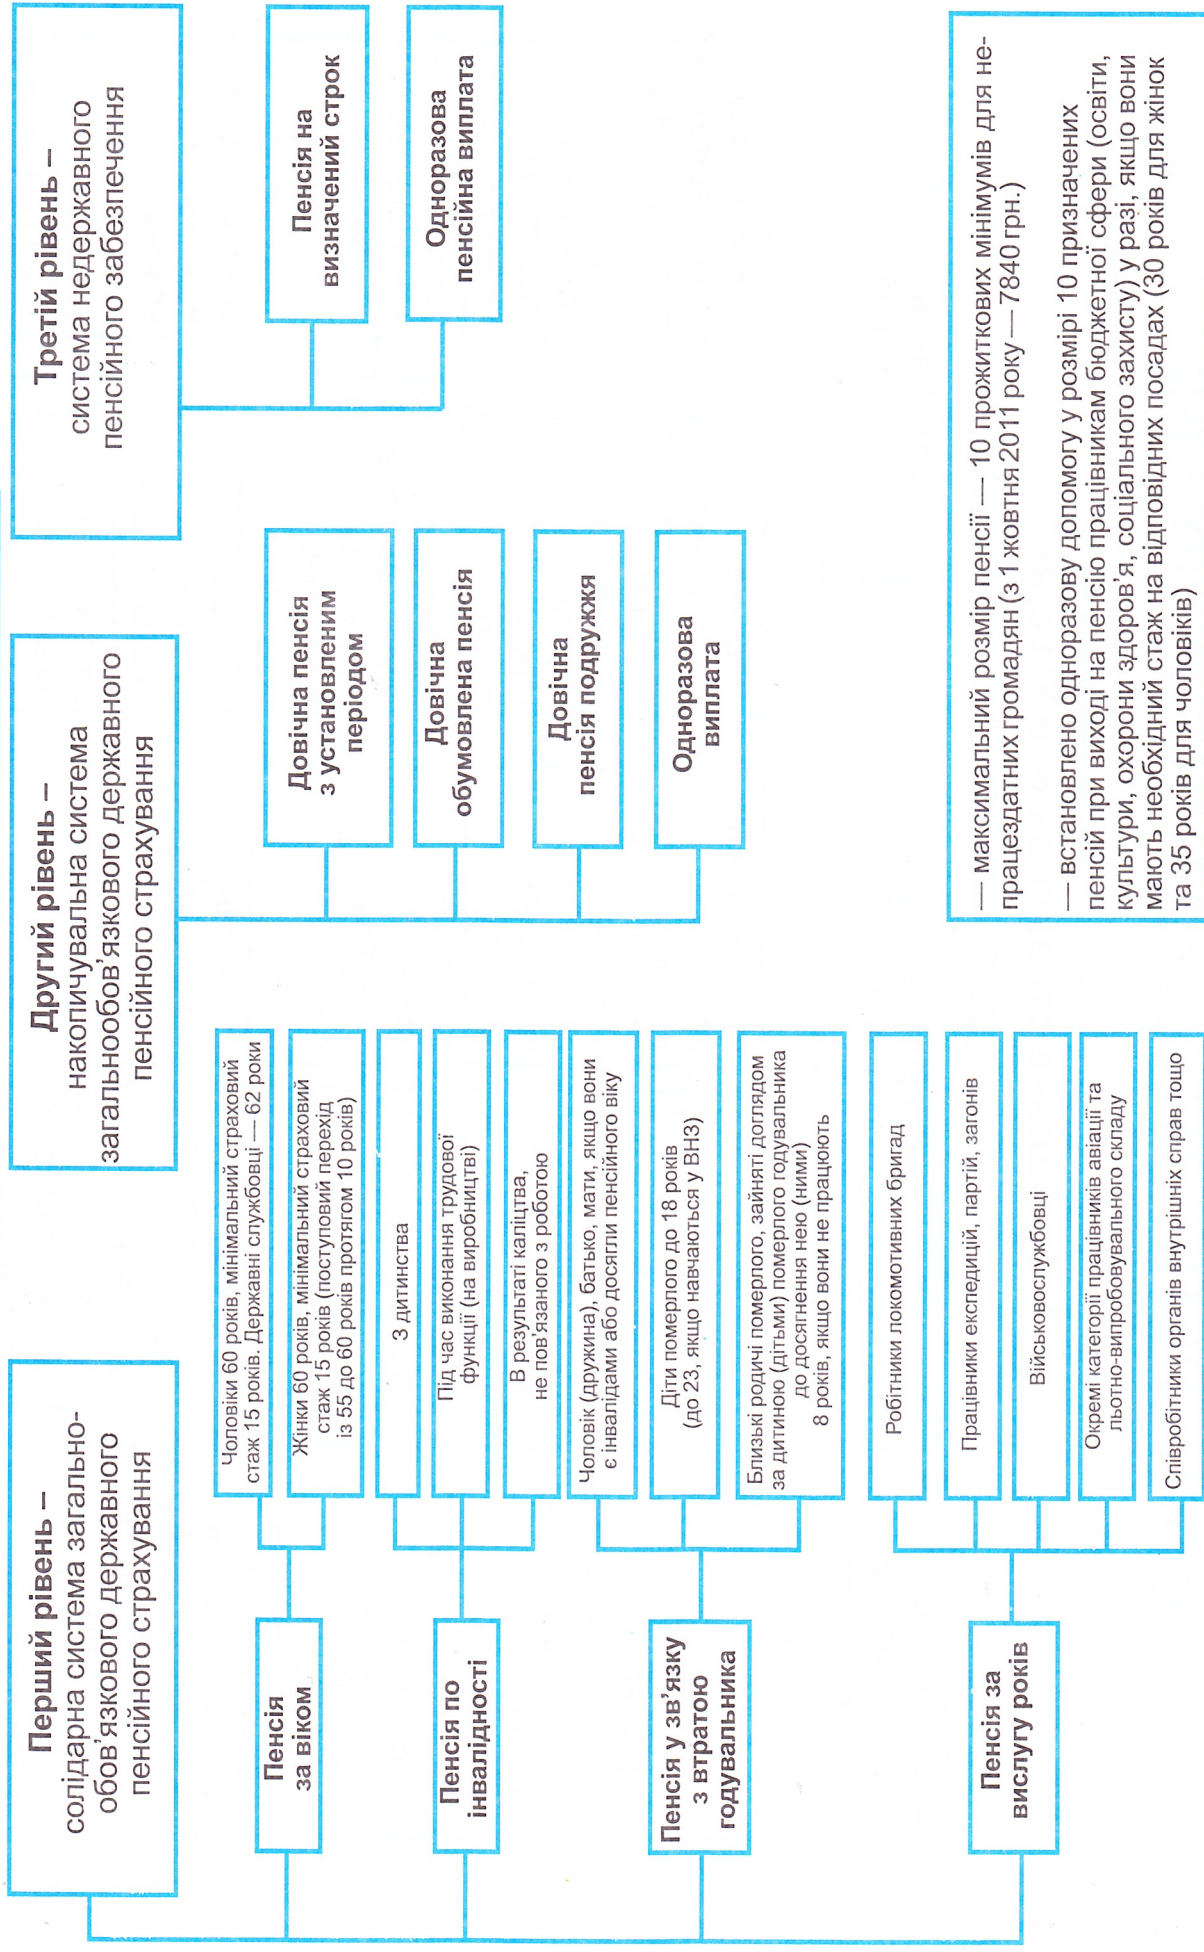 Перший рівень –
солідарна система загально-
обов’язкового державного
пенсійного страхування
Пенсія
за віком
Чоловіки 60 років, мінімальний страховий
стаж 15 років. Державні службовці — 62 роки
Жінки 60 років, мінімальний страховий
стаж 15 років (поступовий перехід
із 55 до 60 років протягом 10 років)
Пенсія по
інвалідності
З дитинства
Під час виконання трудової
функції (на виробництві)
В результаті каліцтва,
не пов’язаного з роботою
Пенсія у зв’язку
з втратою
годувальника
Чоловік (дружина), батько, мати, якщо вони
є інвалідами або досягли пенсійного віку
Діти померлого до 18 років
(до 23, якщо навчаються у ВНЗ)
Близькі родичі померлого, зайняті доглядом
за дитиною (дітьми) померлого годувальника
до досягнення нею (ними)
8 років, якщо вони не працюють
Пенсія за
вислугу років
Робітники локомотивних бригад
Працівники експедицій, партій, загонів
Військовослужбовці
Окремі категорії працівників авіації та
льотно-випробовувального складу
Співробітники органів внутрішніх справ тощо
Другий рівень –
накопичувальна система
загальнообов’язкового державного
пенсійного страхування
Довічна пенсія
з установленим
періодом
Довічна
обумовлена пенсія
Довічна
пенсія подружжя
Одноразова
виплата
Третій рівень –
система недержавного
пенсійного забезпечення
Пенсія на
визначений строк
Одноразова
пенсійна виплата
— максимальний розмір пенсії — 10 прожиткових мінімумів для не-
працездатних громадян (з 1 жовтня 2011 року — 7840 грн.)
— встановлено одноразову допомогу у розмірі 10 призначених
пенсій при виході на пенсію працівникам бюджетної сфери (освіти,
культури, охорони здоров’я, соціального захисту) у разі, якщо вони
мають необхідний стаж на відповідних посадах (30 років для жінок
та 35 років для чоловіків)